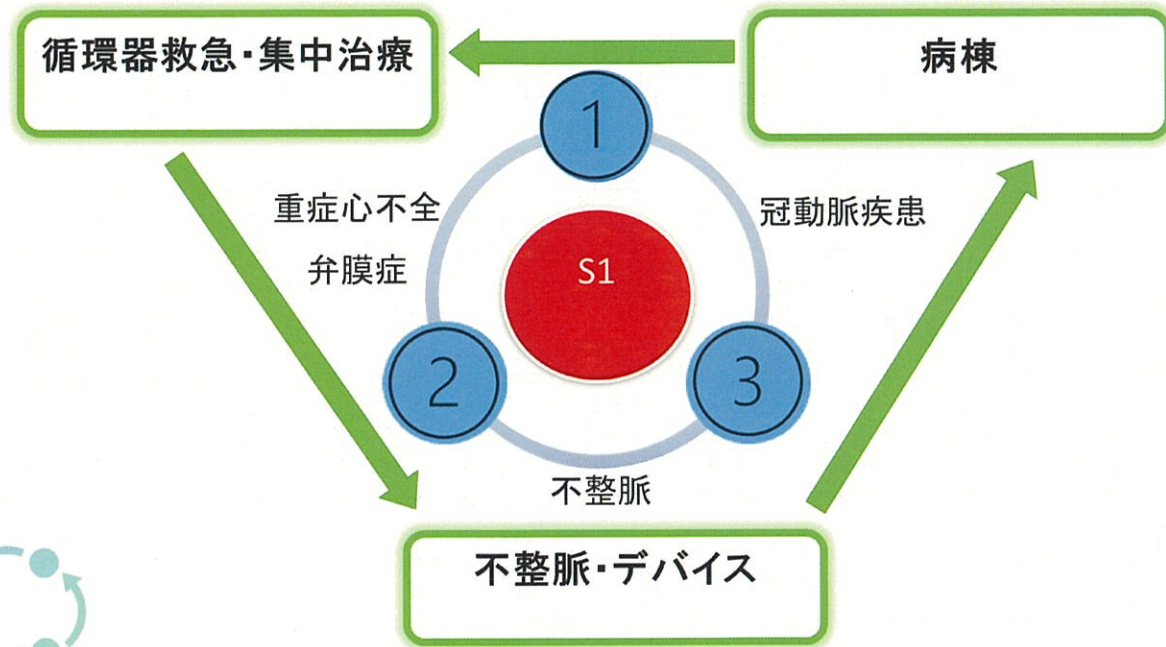 循環器救急・集中治療
病棟
1
重症心不全
冠動脈疾患
弁膜症
S1
2
3
不整脈
不整脈・デバイス